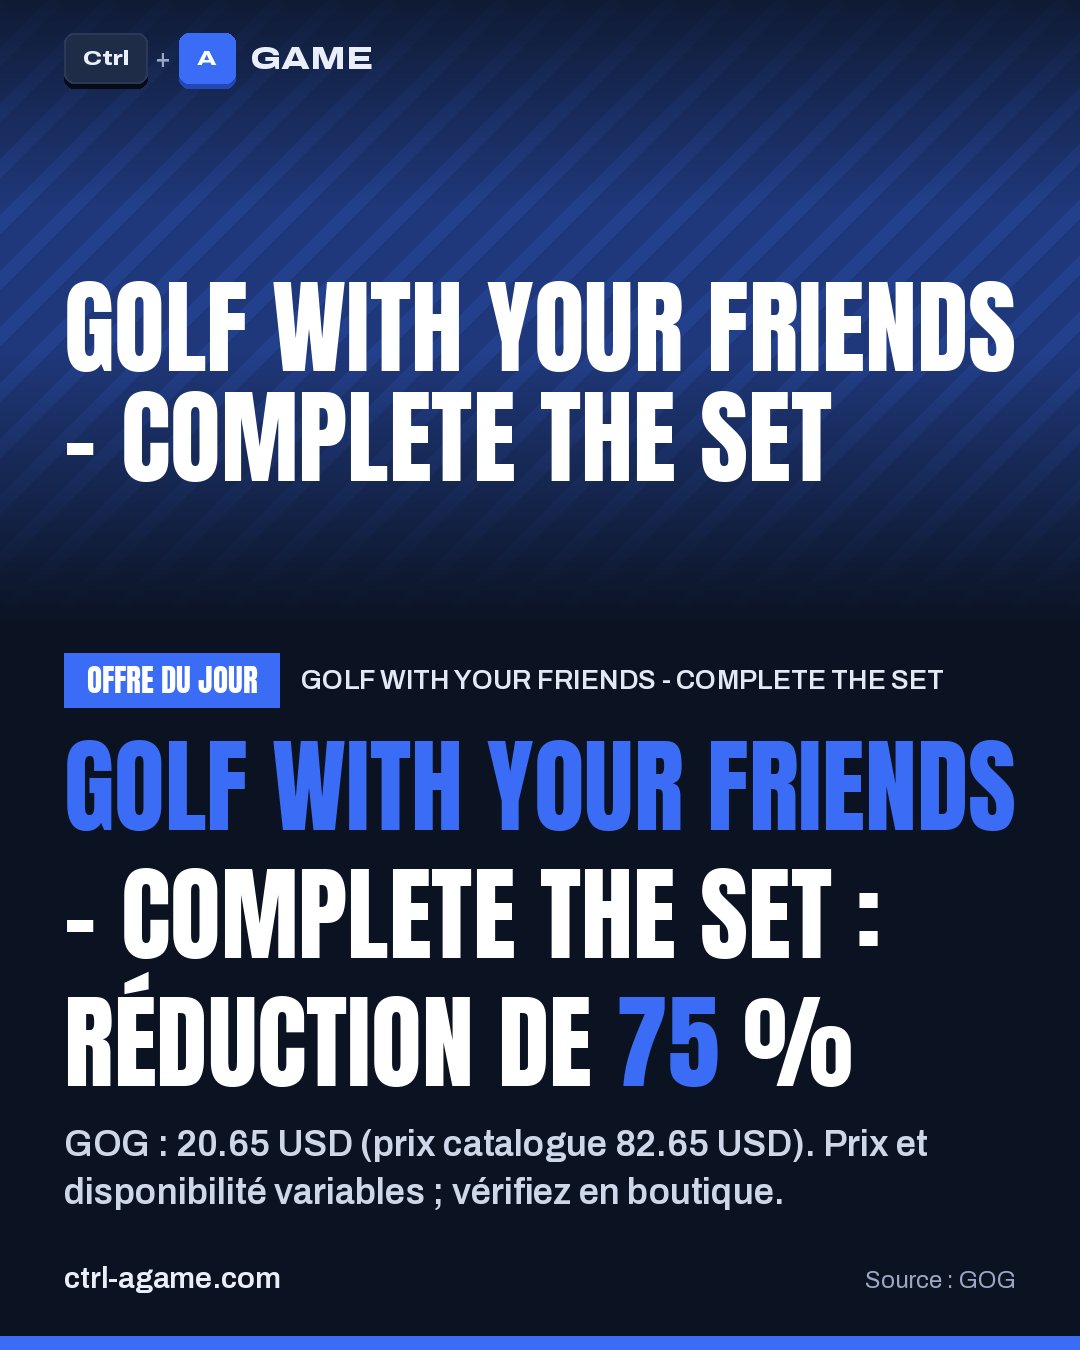 Ctrl + A GAME
GOLF WITH YOUR FRIENDS
- COMPLETE THE SET
OFFRE DU JOUR GOLF WITH YOUR FRIENDS - COMPLETE THE SET
GOLF WITH YOUR FRIENDS
- COMPLETE THE SET :
RÉDUCTION DE 75 %
GOG : 20.65 USD (prix catalogue 82.65 USD). Prix et
disponibilité variables ; vérifiez en boutique.
ctrl-agame.com Source : GOG